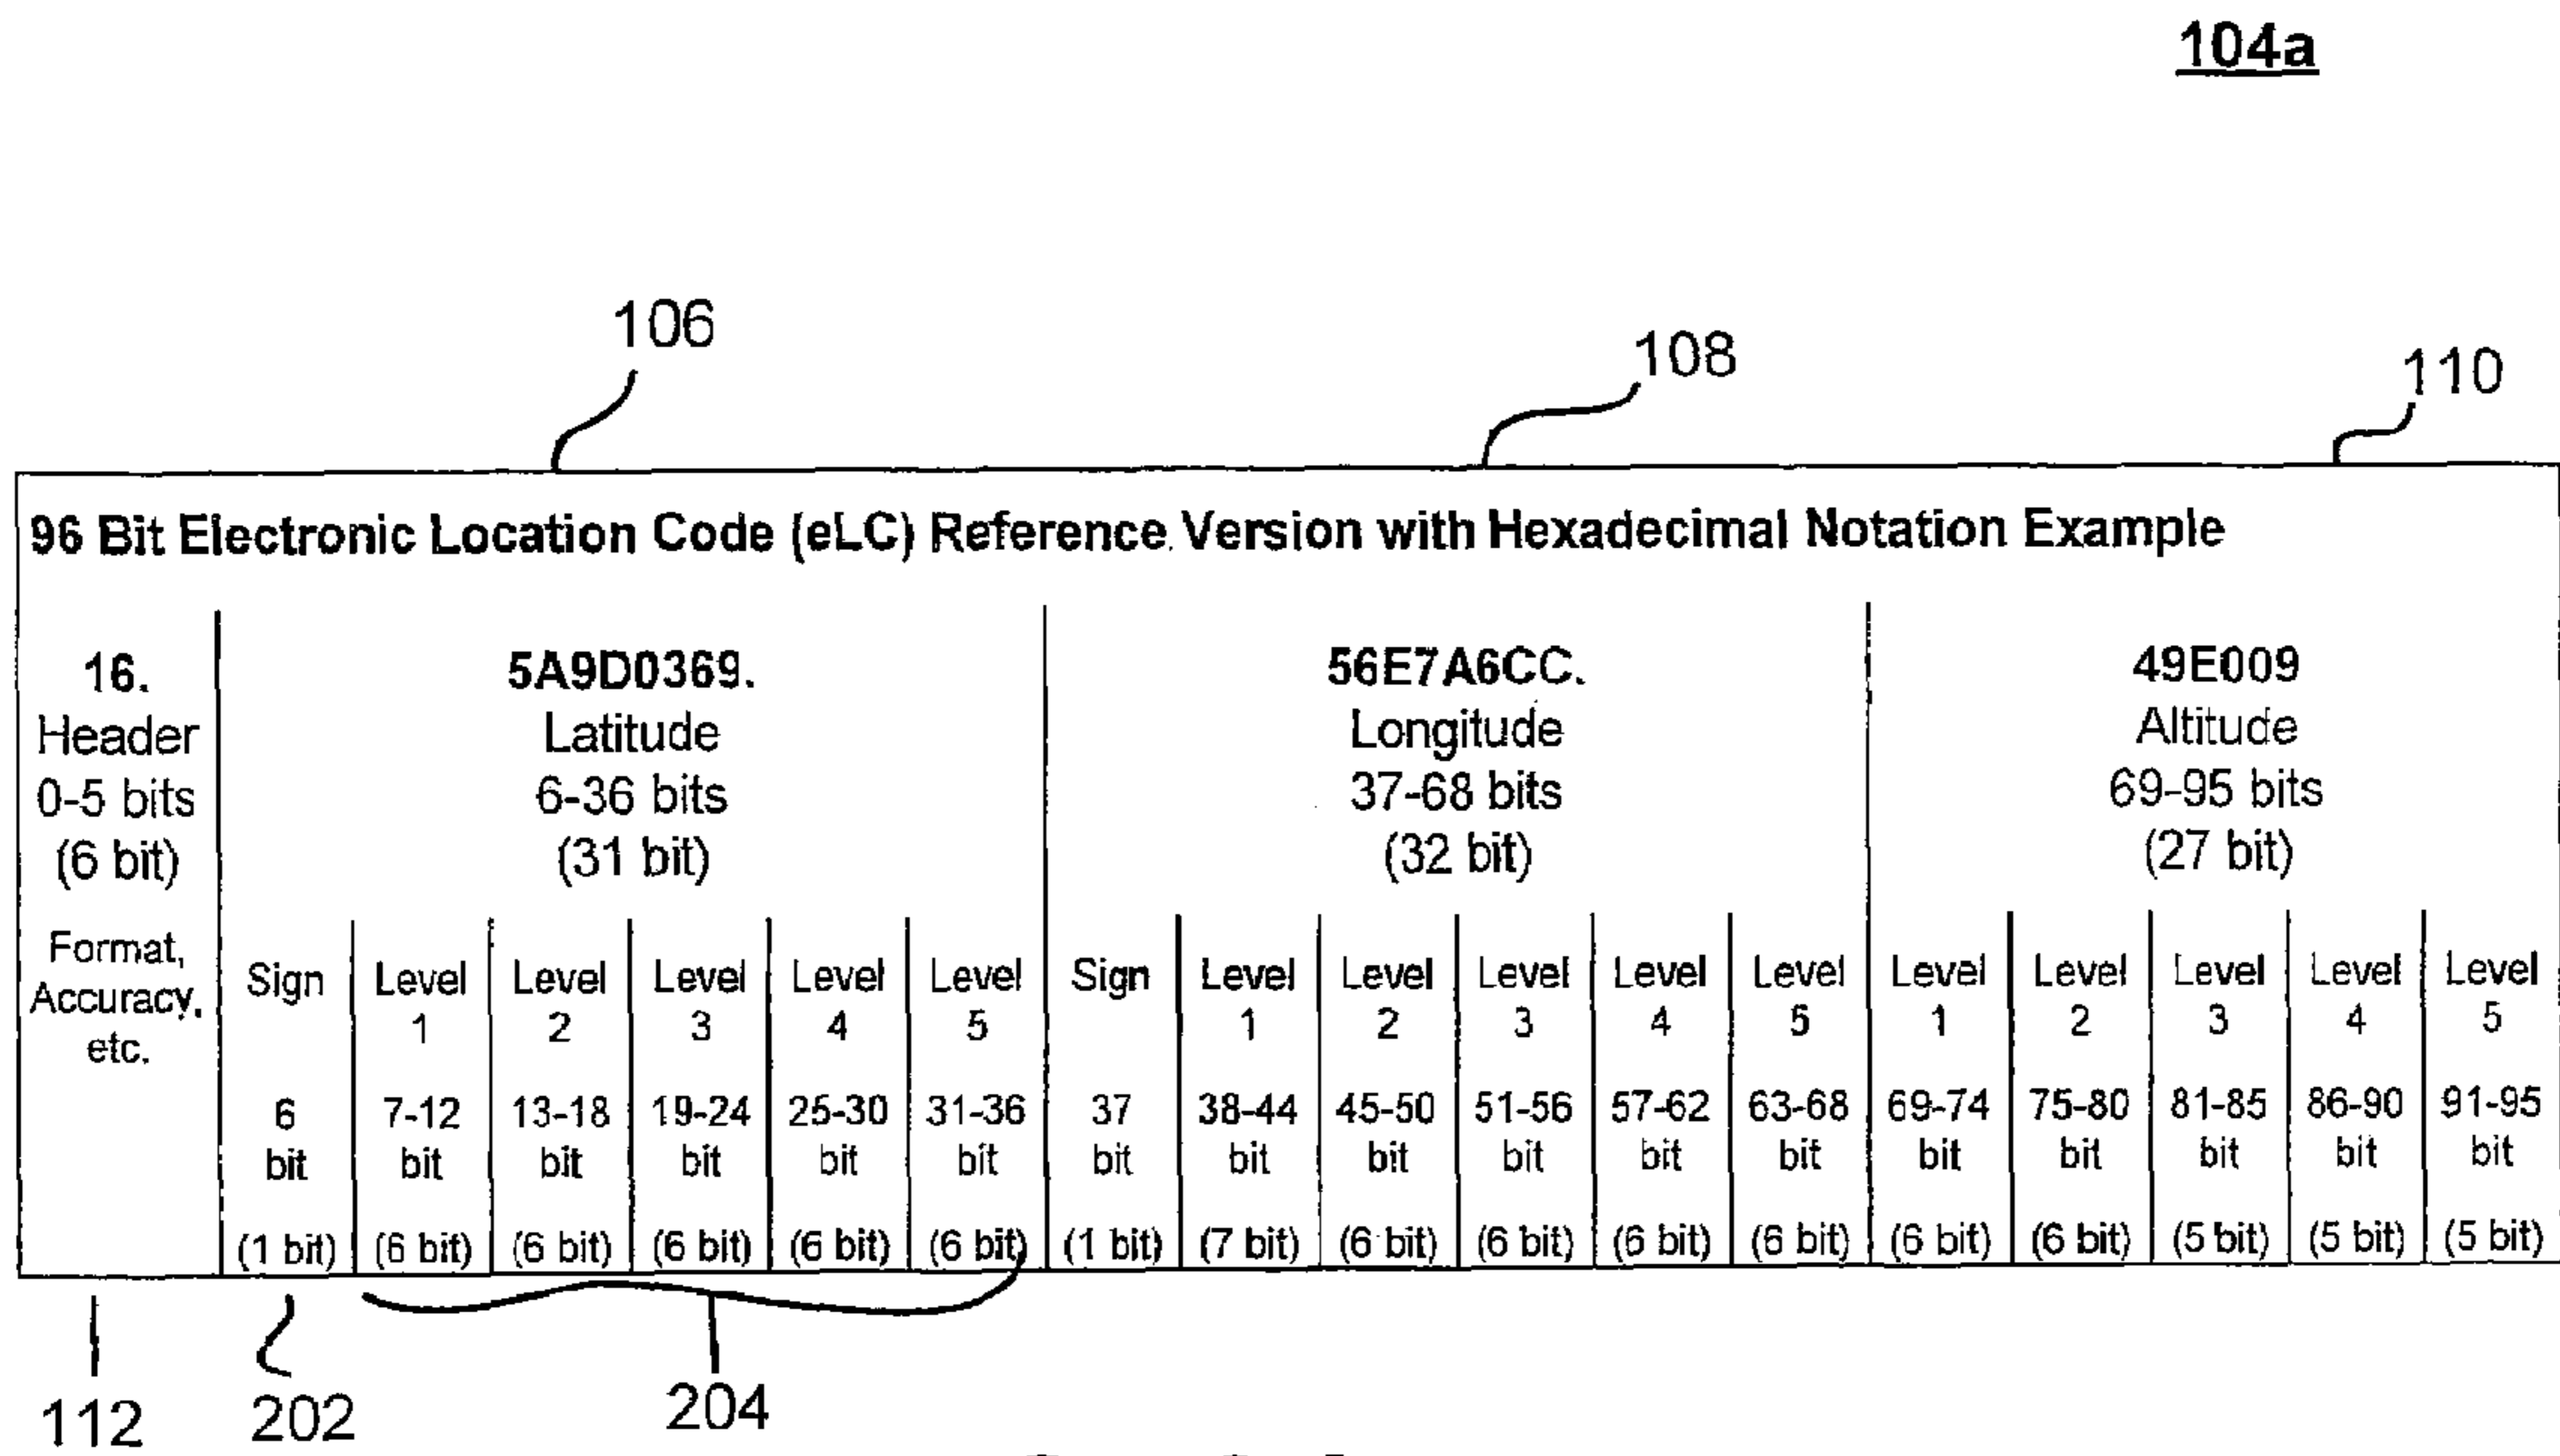 104a
106
108
110
96 Bit Electronic Location Code (eLC) Reference Version with Hexadecimal Notation Example
16. 5A9D0369. 56E7A6CC. 49E009
Header Latitude Longitude Altitude
0-5 bits 6-36 bits 37-68 bits 69-95 bits
(6 bit) (31 bit) (32 bit) (27 bit)
Format, Accuracy, etc.
Sign Level Level Level Level Level Sign Level Level Level Level Level Level Level Level Level Level
1 2 3 4 5 1 2 3 4 5 1 2 3 4 5
6 7-12 13-18 19-24 25-30 31-36 37 38-44 45-50 51-56 57-62 63-68 69-74 75-80 81-85 86-90 91-95
bit bit bit bit bit bit bit bit bit bit bit bit bit bit bit bit bit
(1 bit) (6 bit) (6 bit) (6 bit) (6 bit) (6 bit) (1 bit) (7 bit) (6 bit) (6 bit) (6 bit) (6 bit) (6 bit) (6 bit) (5 bit) (5 bit) (5 bit)
112 202 204